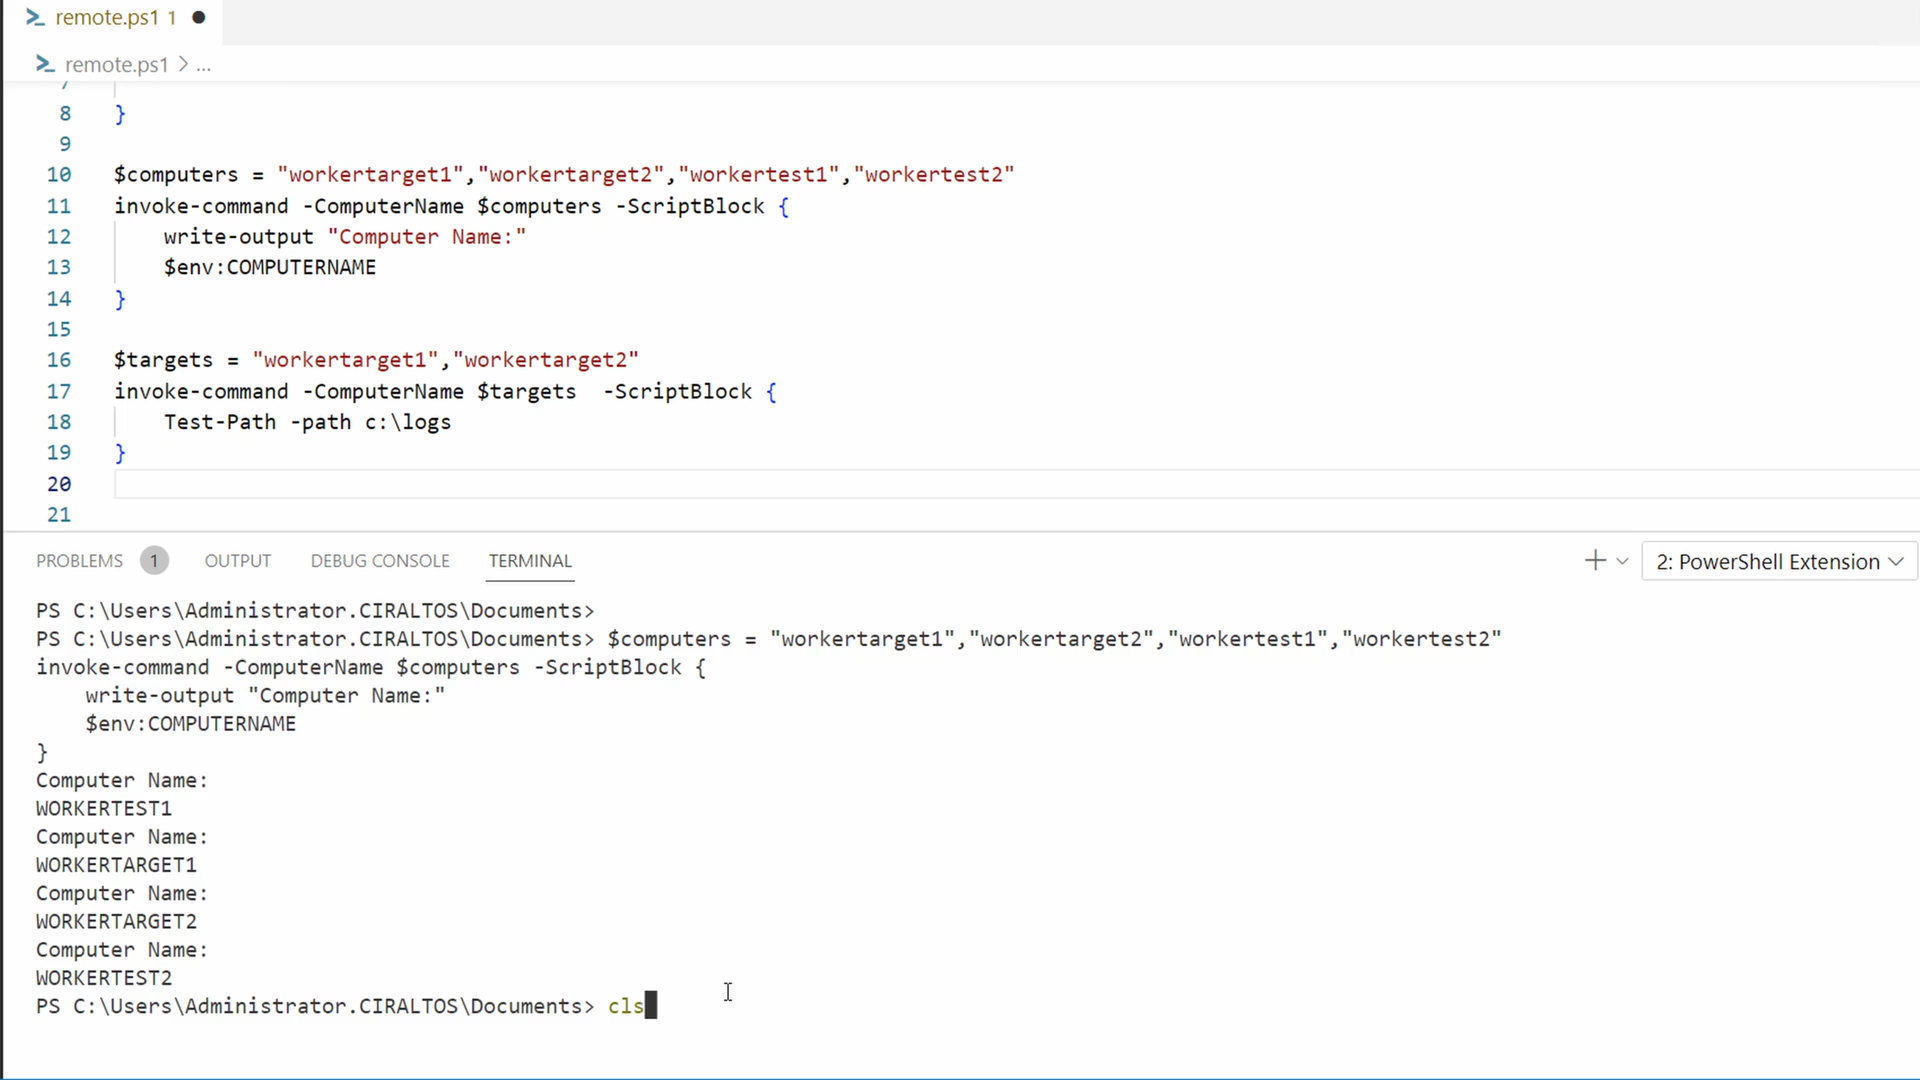 remote.ps1 1
remote.ps1 > ...
7
8 }
9
10 $computers = "workertarget1","workertarget2","workertest1","workertest2"
11 invoke-command -ComputerName $computers -ScriptBlock {
12 write-output "Computer Name:"
13 $env:COMPUTERNAME
14 }
15
16 $targets = "workertarget1","workertarget2"
17 invoke-command -ComputerName $targets  -ScriptBlock {
18 Test-Path -path c:\logs
19 }
20
21
PROBLEMS 1 OUTPUT DEBUG CONSOLE TERMINAL 2: PowerShell Extension
PS C:\Users\Administrator.CIRALTOS\Documents>
PS C:\Users\Administrator.CIRALTOS\Documents> $computers = "workertarget1","workertarget2","workertest1","workertest2"
invoke-command -ComputerName $computers -ScriptBlock {
write-output "Computer Name:"
$env:COMPUTERNAME
}
Computer Name:
WORKERTEST1
Computer Name:
WORKERTARGET1
Computer Name:
WORKERTARGET2
Computer Name:
WORKERTEST2
PS C:\Users\Administrator.CIRALTOS\Documents> cls